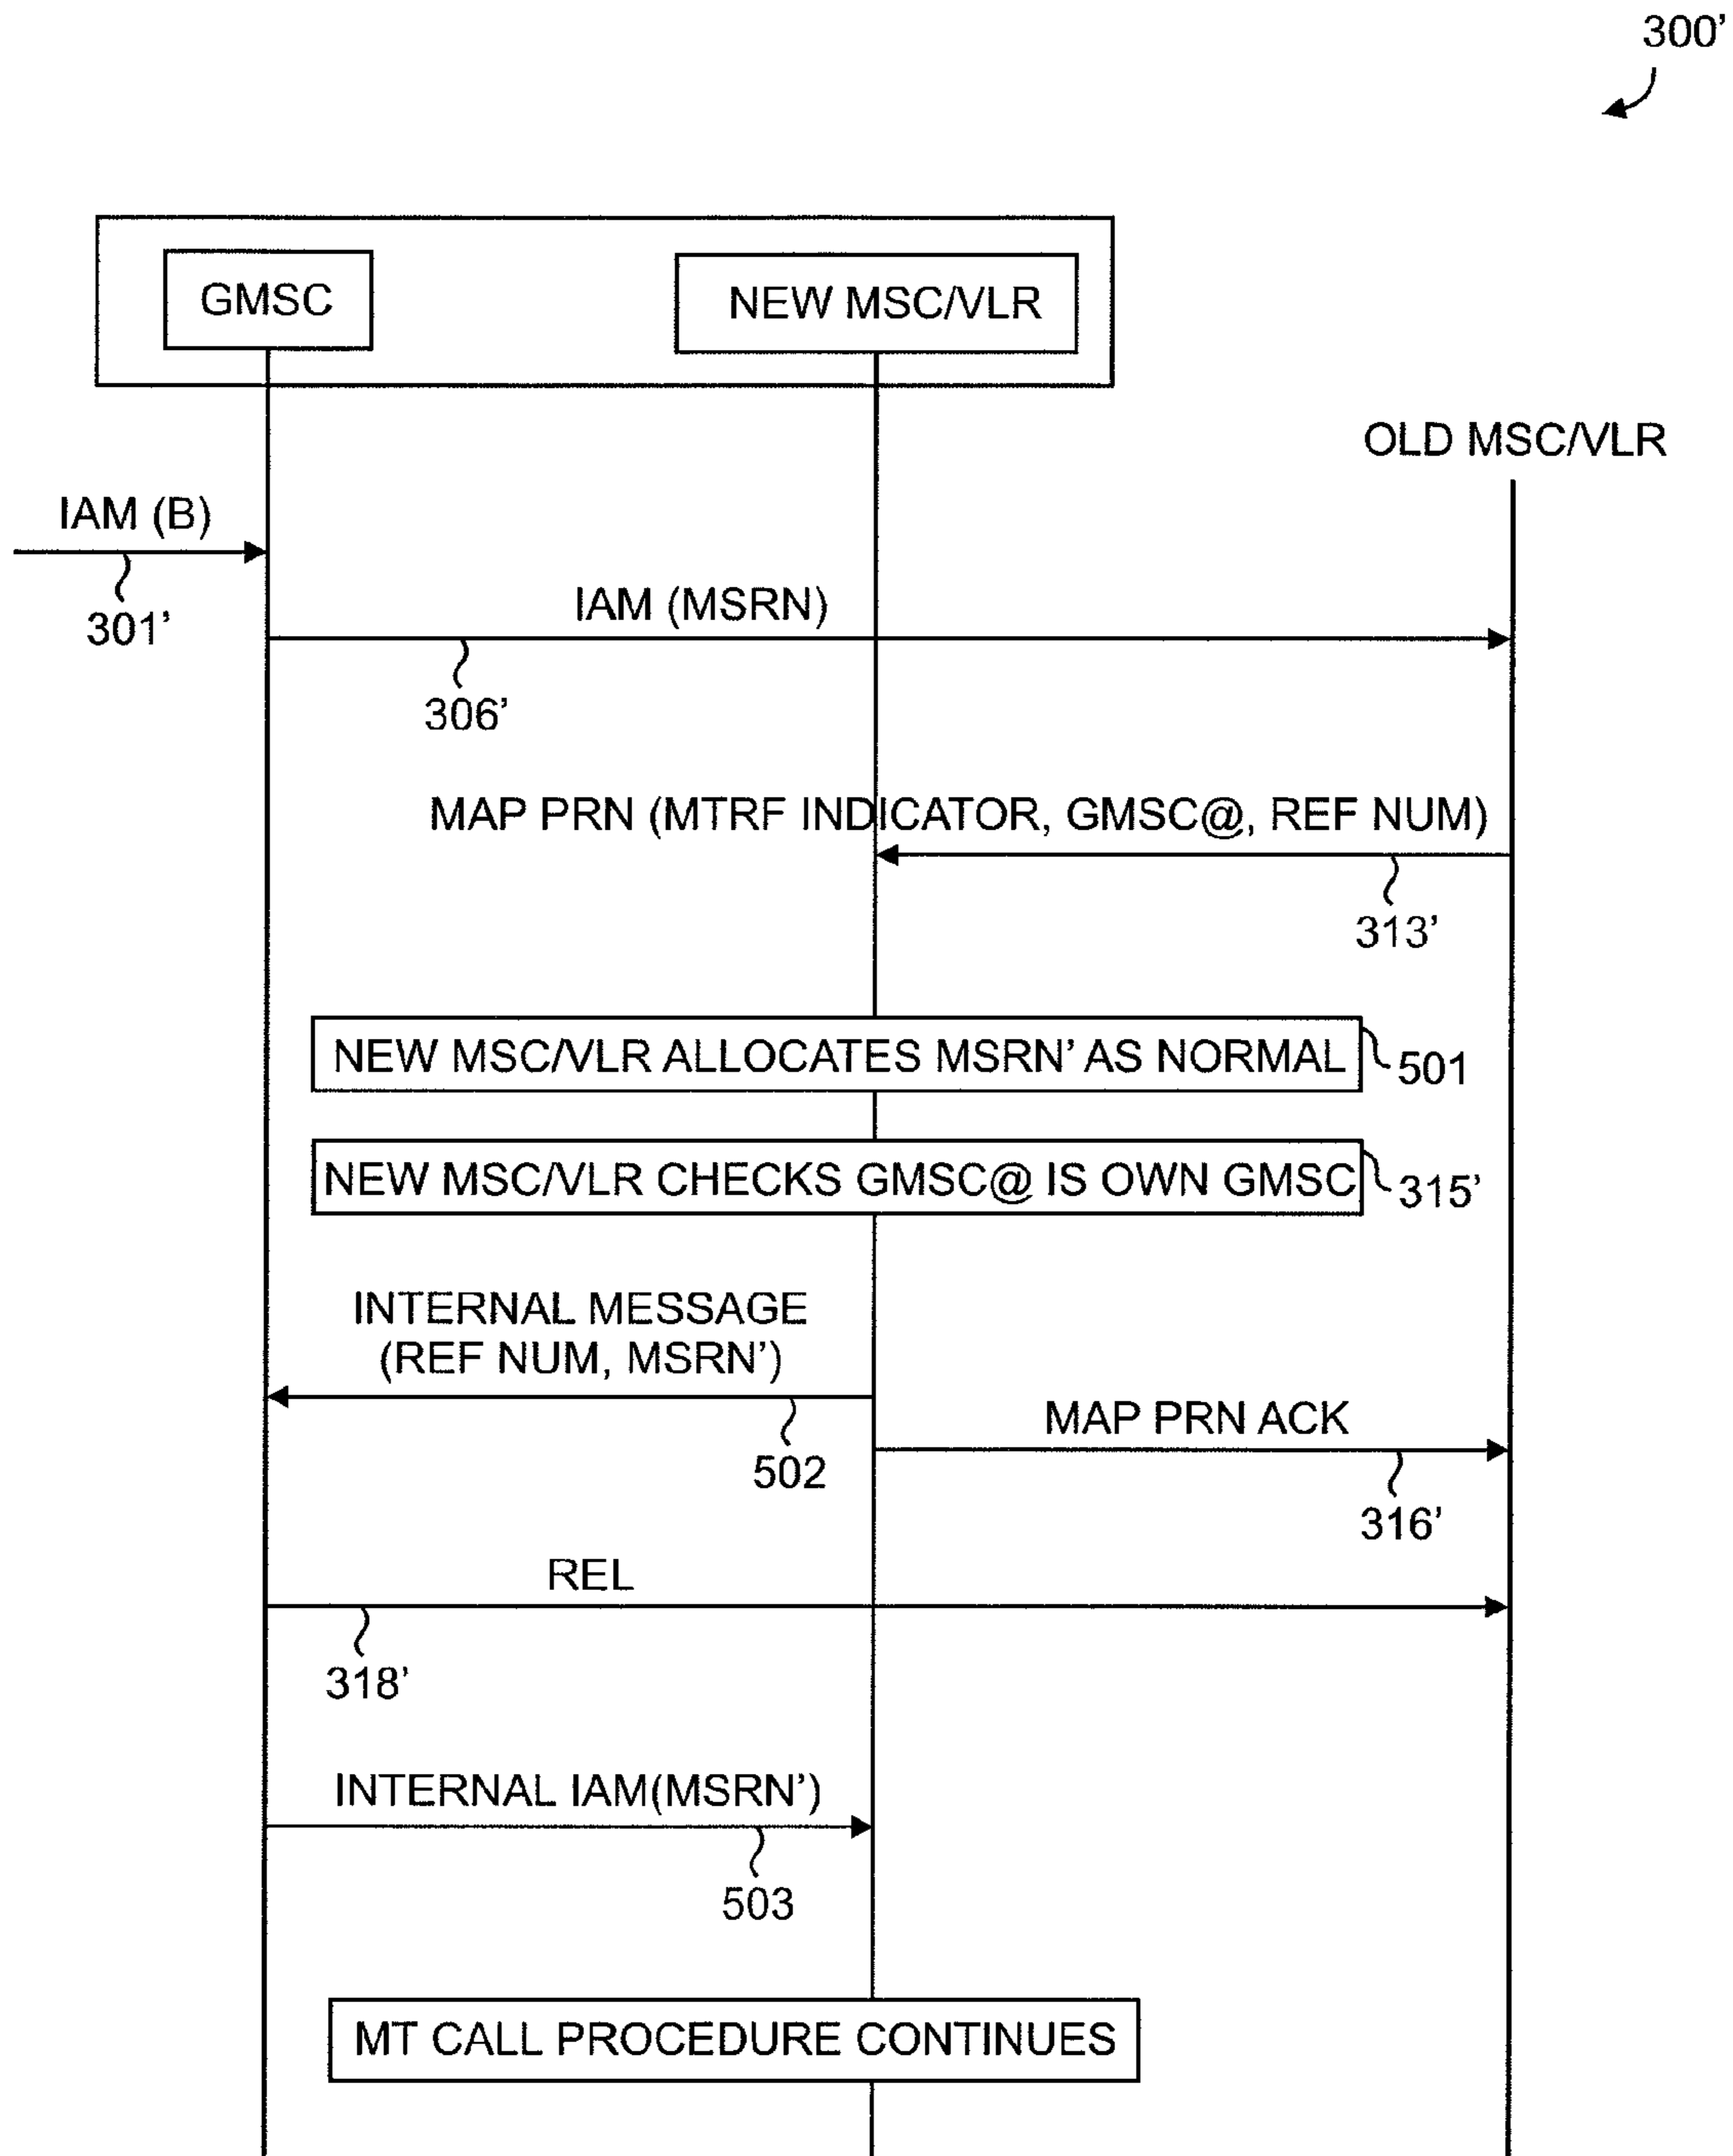 300’
GMSC
NEW MSC/VLR
OLD MSC/VLR
IAM (B)
301’
IAM (MSRN)
306’
MAP PRN (MTRF INDICATOR, GMSC@, REF NUM)
313’
NEW MSC/VLR ALLOCATES MSRN’ AS NORMAL
501
NEW MSC/VLR CHECKS GMSC@ IS OWN GMSC
315’
INTERNAL MESSAGE
(REF NUM, MSRN’)
502
MAP PRN ACK
316’
REL
318’
INTERNAL IAM(MSRN’)
503
MT CALL PROCEDURE CONTINUES